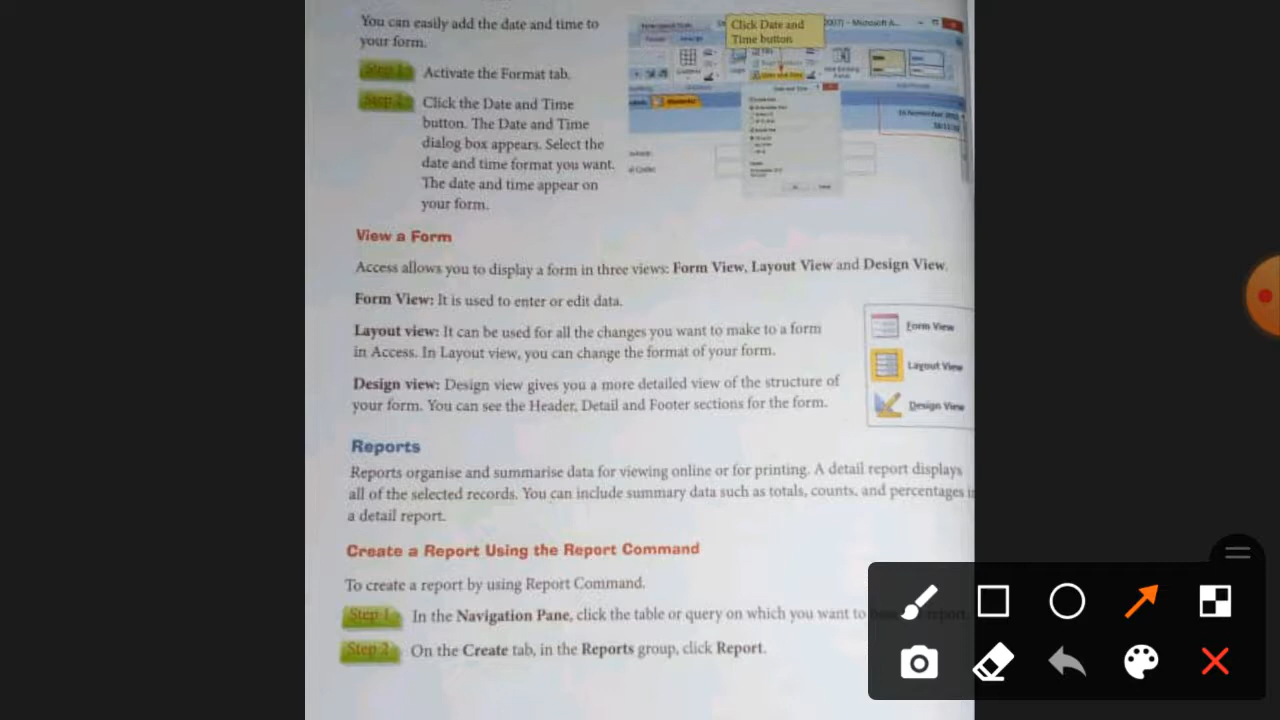 You can easily add the date and time to
your form.
Step 1 Activate the Format tab.
Step 2 Click the Date and Time
button. The Date and Time
dialog box appears. Select the
date and time format you want.
The date and time appear on
your form.
Click Date and
Time button
2007) - Microsoft A...
View a Form
Access allows you to display a form in three views: Form View, Layout View and Design View.
Form View: It is used to enter or edit data.
Layout view: It can be used for all the changes you want to make to a form
in Access. In Layout view, you can change the format of your form.
Design view: Design view gives you a more detailed view of the structure of
your form. You can see the Header, Detail and Footer sections for the form.
Form View
Layout View
Design View
Reports
Reports organise and summarise data for viewing online or for printing. A detail report displays
all of the selected records. You can include summary data such as totals, counts, and percentages in
a detail report.
Create a Report Using the Report Command
To create a report by using Report Command.
Step 1 In the Navigation Pane, click the table or query on which you want to
Step 2 On the Create tab, in the Reports group, click Report.